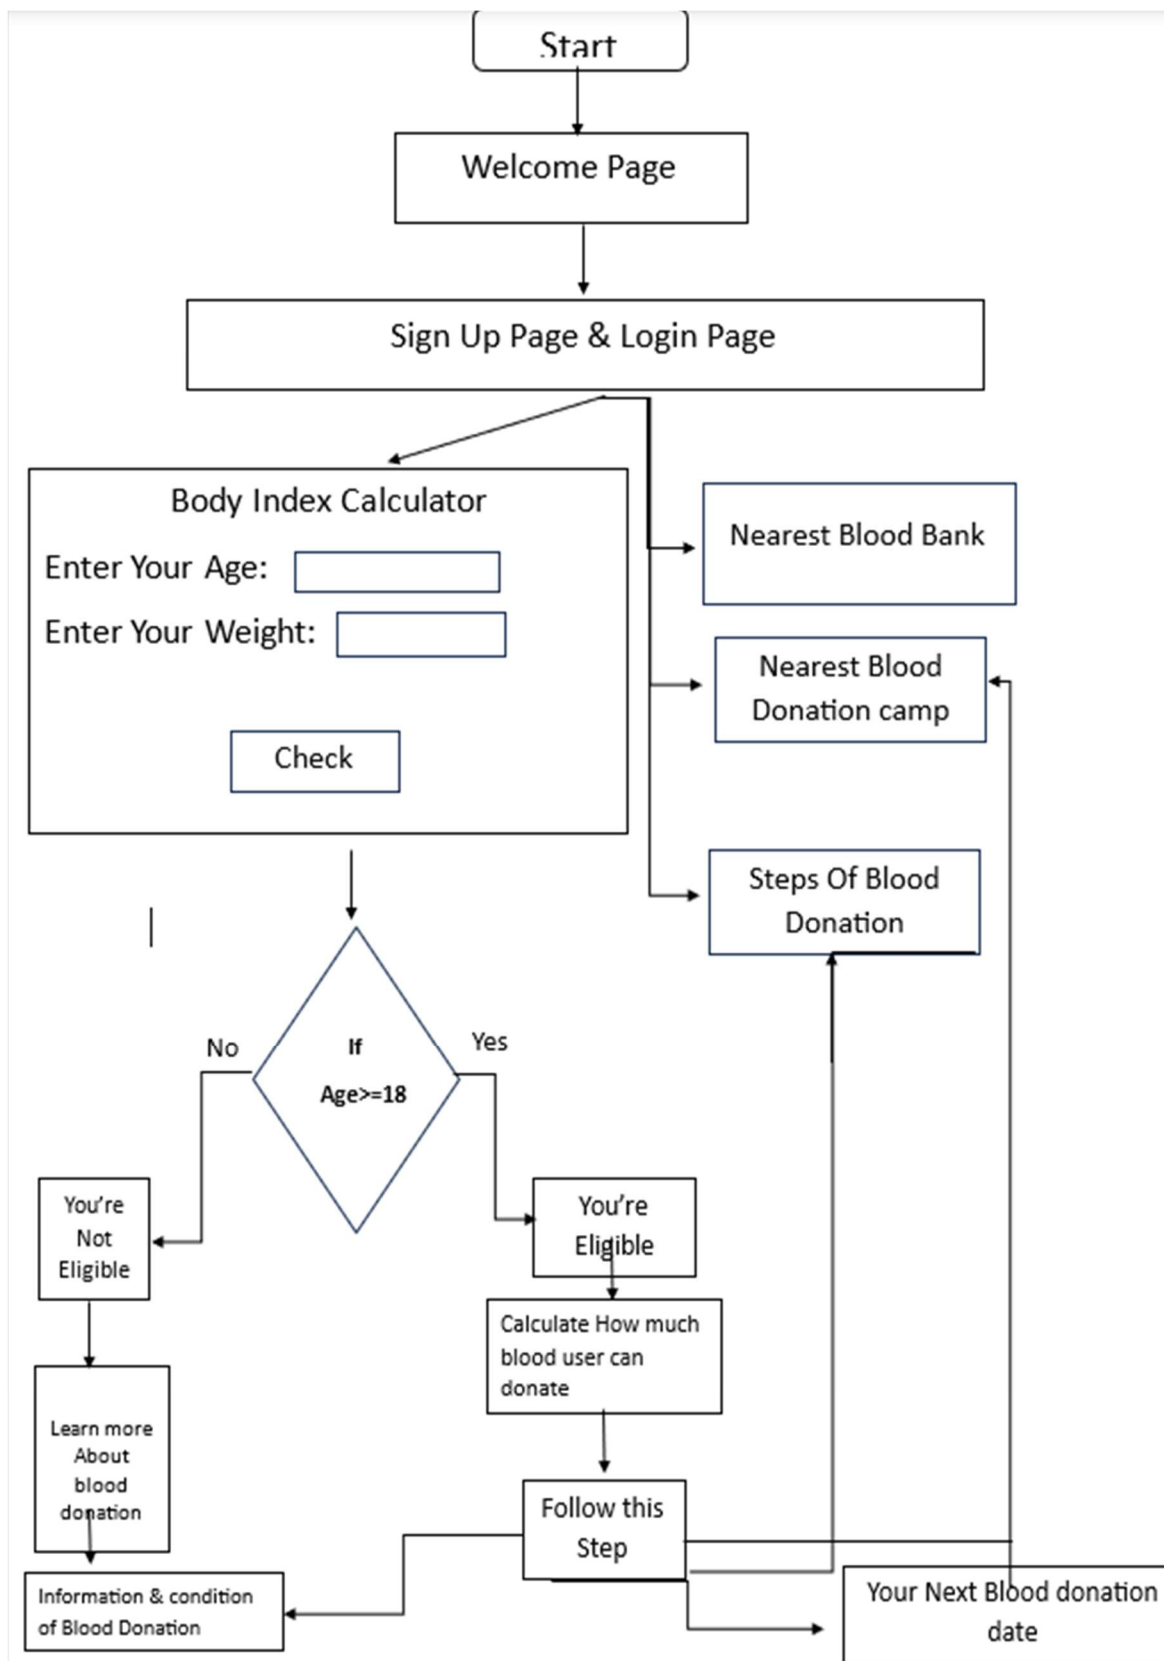 Start
Welcome Page
Sign Up Page & Login Page
Body Index Calculator
Enter Your Age:
Enter Your Weight:
Check
Nearest Blood Bank
Nearest Blood
Donation camp
Steps Of Blood
Donation
No
If
Age>=18
Yes
You’re
Not
Eligible
You’re
Eligible
Calculate How much
blood user can
donate
Learn more
About
blood
donation
Follow this
Step
Information & condition
of Blood Donation
Your Next Blood donation
date